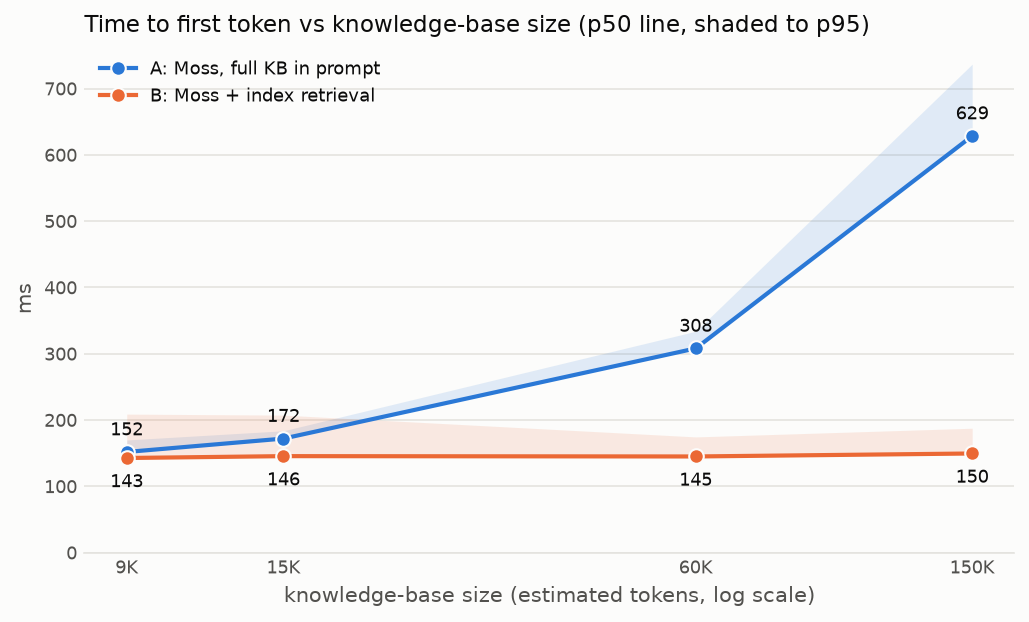 Time to first token vs knowledge-base size (p50 line, shaded to p95)
A: Moss, full KB in prompt
B: Moss + index retrieval
700
600
500
400
300
200
100
0
ms
629
308
152
172
143
146
145
150
9K
15K
60K
150K
knowledge-base size (estimated tokens, log scale)